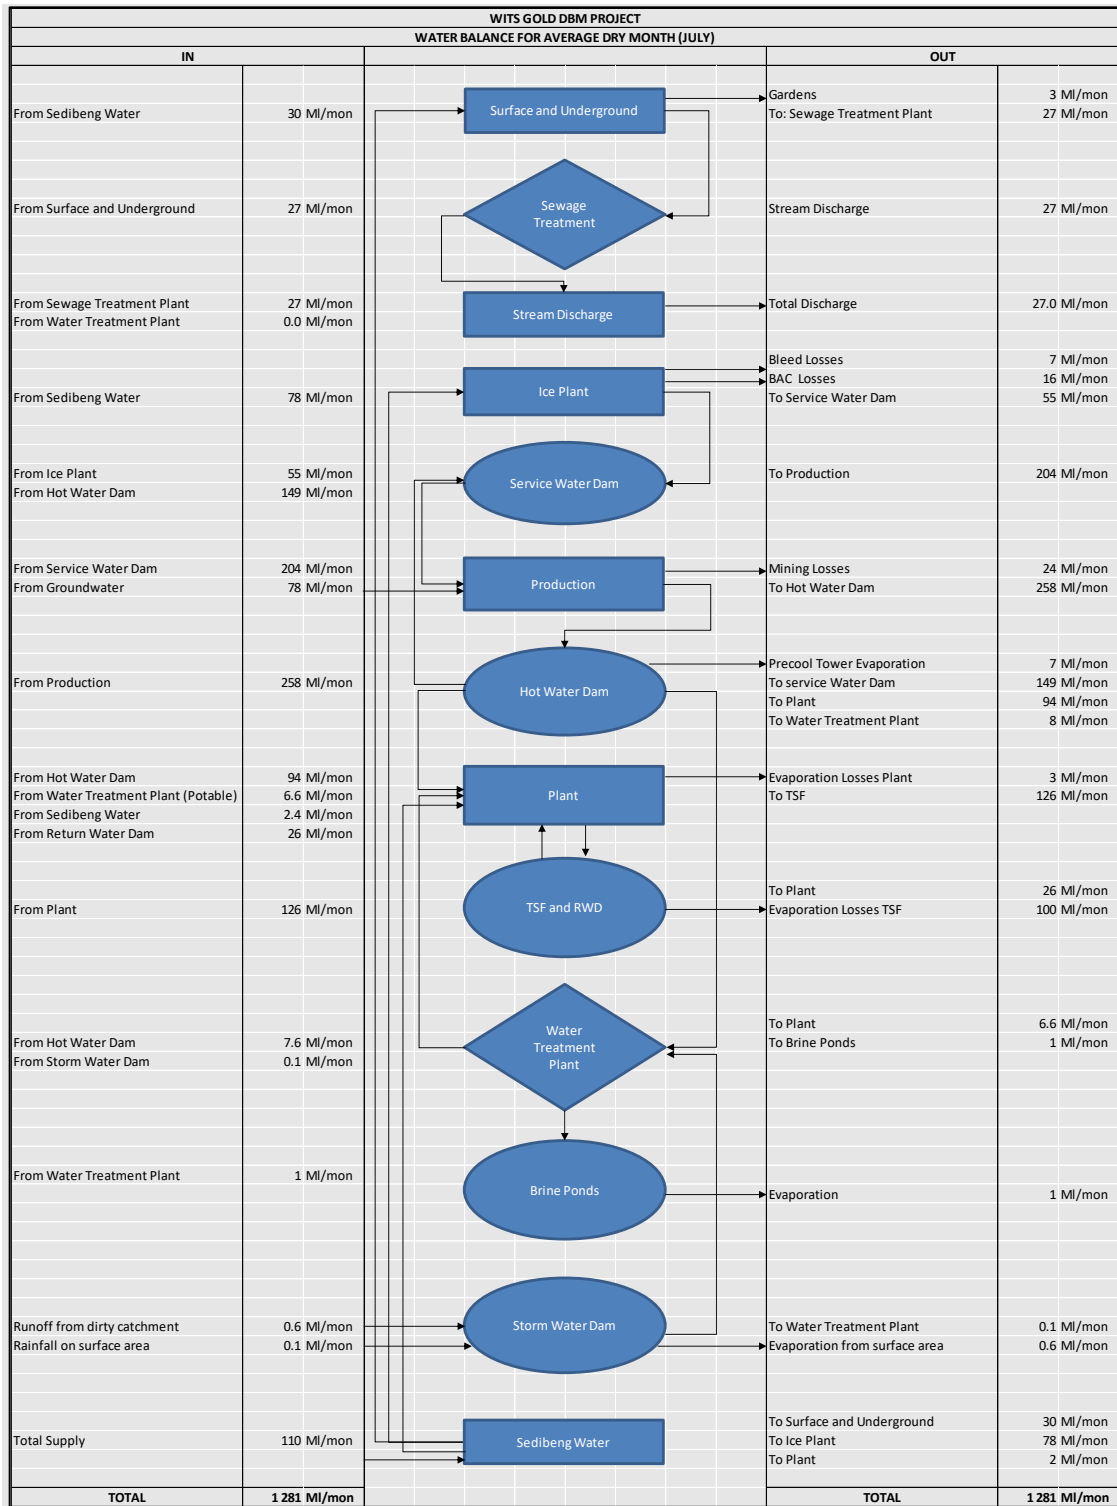 WITS GOLD DBM PROJECT
WATER BALANCE FOR AVERAGE DRY MONTH (JULY)
IN OUT
Gardens 3 Ml/mon
From Sedibeng Water 30 Ml/mon Surface and Underground To: Sewage Treatment Plant 27 Ml/mon
From Surface and Underground 27 Ml/mon Sewage Stream Discharge 27 Ml/mon
Treatment
From Sewage Treatment Plant 27 Ml/mon Total Discharge 27.0 Ml/mon
From Water Treatment Plant 0.0 Ml/mon Stream Discharge
Bleed Losses 7 Ml/mon
BAC Losses 16 Ml/mon
From Sedibeng Water 78 Ml/mon Ice Plant To Service Water Dam 55 Ml/mon
From Ice Plant 55 Ml/mon To Production 204 Ml/mon
From Hot Water Dam 149 Ml/mon Service Water Dam
From Service Water Dam 204 Ml/mon Mining Losses 24 Ml/mon
From Groundwater 78 Ml/mon Production To Hot Water Dam 258 Ml/mon
Precool Tower Evaporation 7 Ml/mon
From Production 258 Ml/mon Hot Water Dam To service Water Dam 149 Ml/mon
To Plant 94 Ml/mon
To Water Treatment Plant 8 Ml/mon
From Hot Water Dam 94 Ml/mon Evaporation Losses Plant 3 Ml/mon
From Water Treatment Plant (Potable) 6.6 Ml/mon Plant To TSF 126 Ml/mon
From Sedibeng Water 2.4 Ml/mon
From Return Water Dam 26 Ml/mon
To Plant 26 Ml/mon
From Plant 126 Ml/mon TSF and RWD Evaporation Losses TSF 100 Ml/mon
Water To Plant 6.6 Ml/mon
From Hot Water Dam 7.6 Ml/mon Treatment To Brine Ponds 1 Ml/mon
From Storm Water Dam 0.1 Ml/mon Plant
From Water Treatment Plant 1 Ml/mon
Brine Ponds Evaporation 1 Ml/mon
Runoff from dirty catchment 0.6 Ml/mon Storm Water Dam To Water Treatment Plant 0.1 Ml/mon
Rainfall on surface area 0.1 Ml/mon Evaporation from surface area 0.6 Ml/mon
To Surface and Underground 30 Ml/mon
Total Supply 110 Ml/mon Sedibeng Water To Ice Plant 78 Ml/mon
To Plant 2 Ml/mon
TOTAL 1 281 Ml/mon TOTAL 1 281 Ml/mon